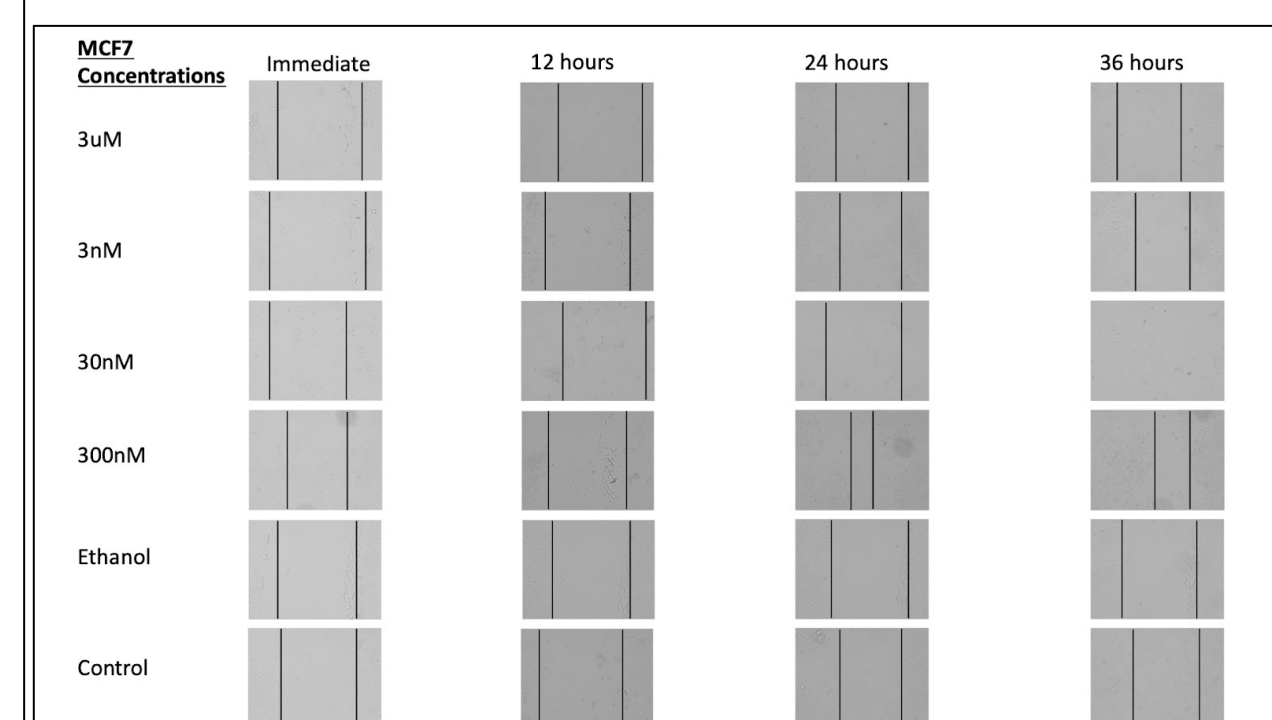 MCF7
Concentrations
Immediate
12 hours
24 hours
36 hours
3uM
3nM
30nM
300nM
Ethanol
Control